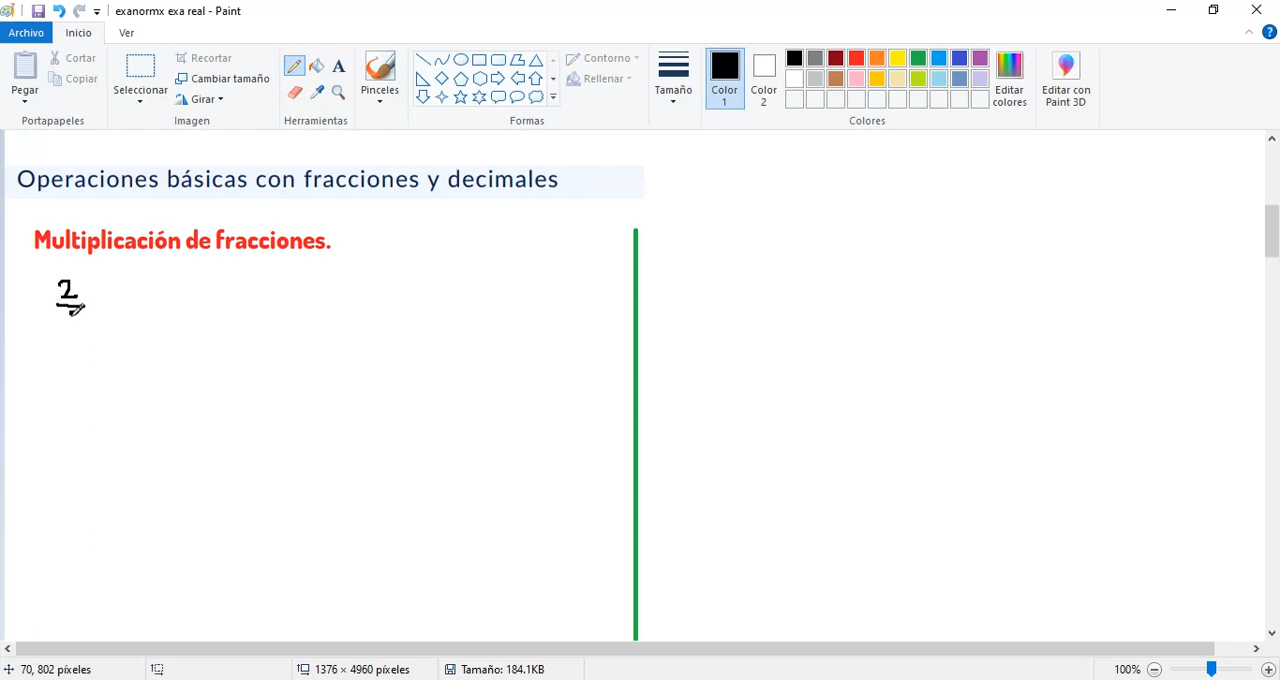 exanormx exa real - Paint
Archivo Inicio Ver
Pegar
Cortar
Copiar
Portapapeles
Seleccionar
Recortar
Cambiar tamaño
Girar
Imagen
A
Herramientas
Pinceles
Contorno
Rellenar
Formas
Tamaño
Color 1
Color 2
Editar colores
Colores
Editar con Paint 3D
Operaciones básicas con fracciones y decimales
Multiplicación de fracciones.
2
70, 802 píxeles
1376 × 4960 píxeles
Tamaño: 184.1KB
100%